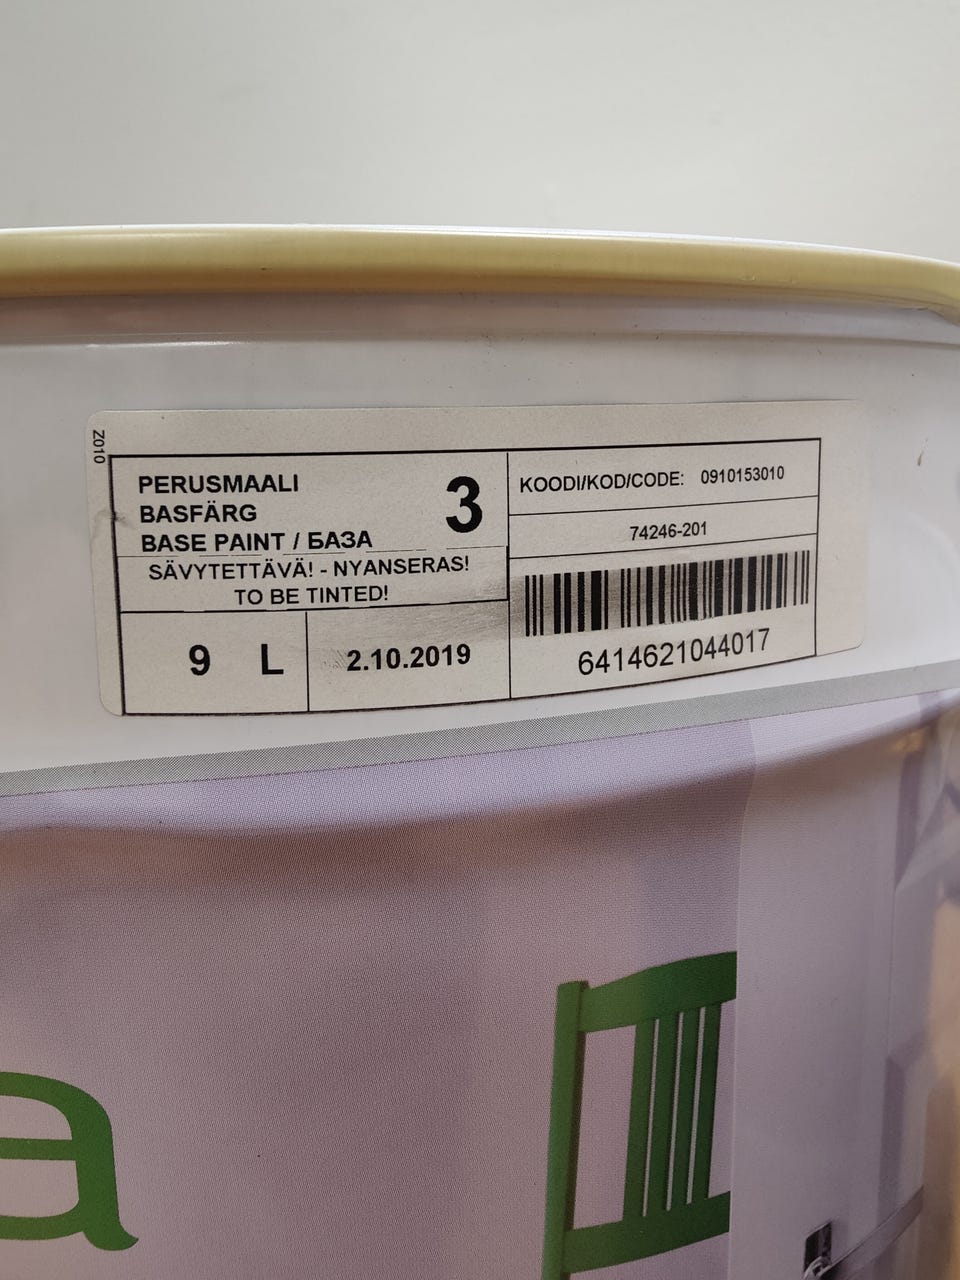 Z010
PERUSMAALI
BASFÄRG
BASE PAINT / БАЗА
3
SÄVYTETTÄVÄ! - NYANSERAS!
TO BE TINTED!
9 L
2.10.2019
KOODI/KOD/CODE: 0910153010
74246-201
6414621044017
a